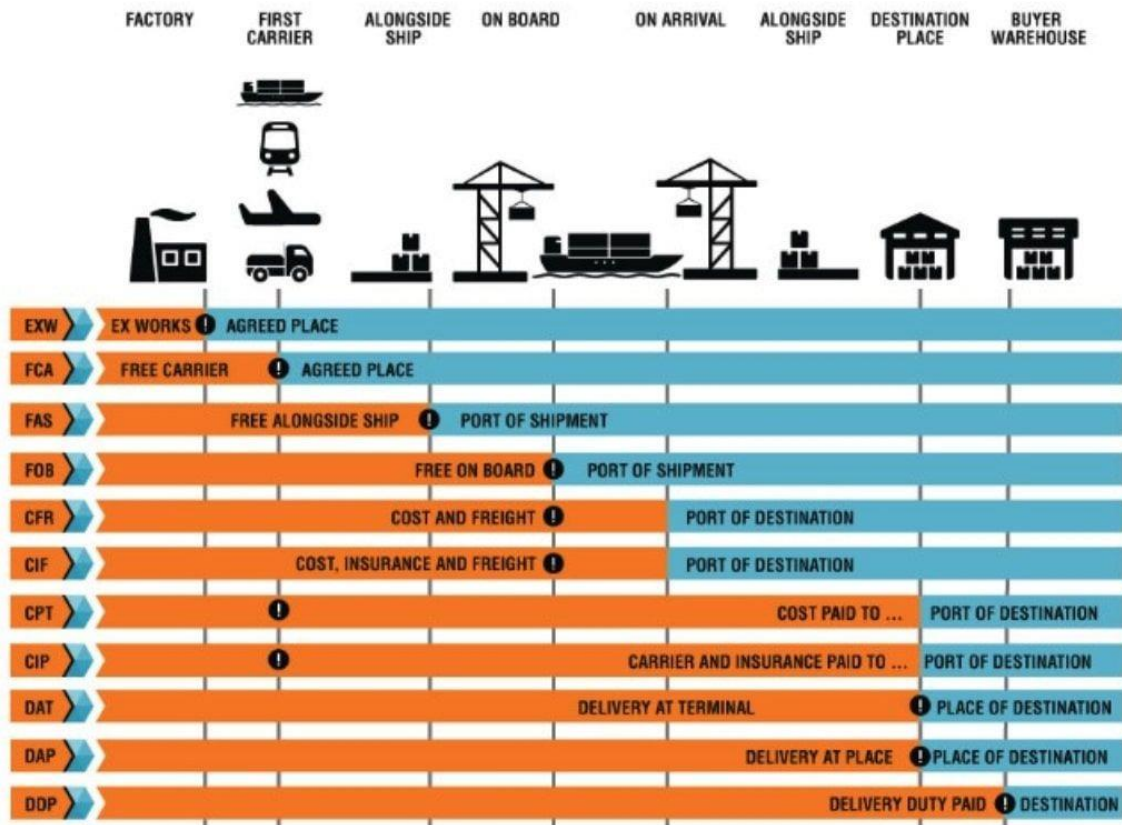 FACTORY
FIRST CARRIER
ALONGSIDE SHIP
ON BOARD
ON ARRIVAL
ALONGSIDE SHIP
DESTINATION PLACE
BUYER WAREHOUSE
EXW EX WORKS ! AGREED PLACE
FCA FREE CARRIER ! AGREED PLACE
FAS FREE ALONGSIDE SHIP ! PORT OF SHIPMENT
FOB FREE ON BOARD ! PORT OF SHIPMENT
CFR COST AND FREIGHT ! PORT OF DESTINATION
CIF COST, INSURANCE AND FREIGHT ! PORT OF DESTINATION
CPT ! COST PAID TO ... PORT OF DESTINATION
CIP ! CARRIER AND INSURANCE PAID TO ... PORT OF DESTINATION
DAT DELIVERY AT TERMINAL ! PLACE OF DESTINATION
DAP DELIVERY AT PLACE ! PLACE OF DESTINATION
DDP DELIVERY DUTY PAID ! DESTINATION